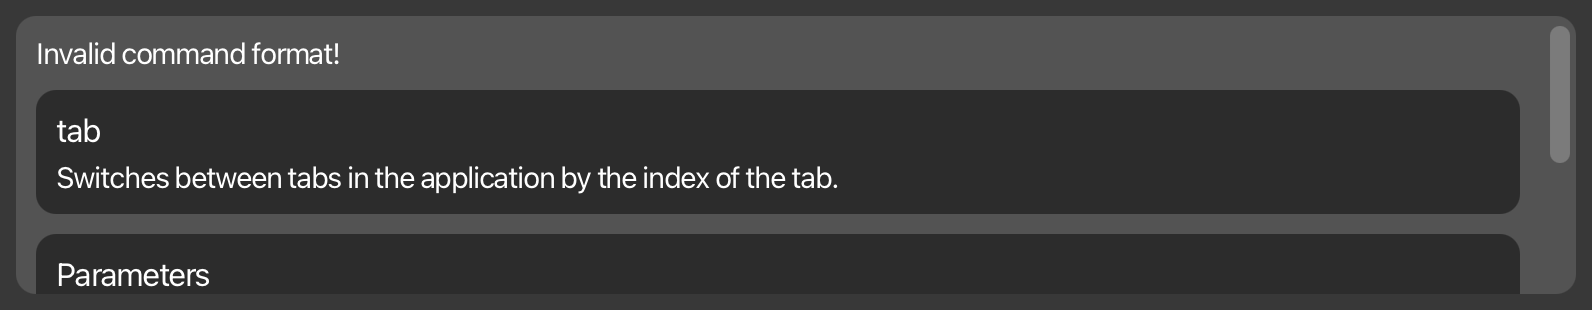 Invalid command format!
tab
Switches between tabs in the application by the index of the tab.
Parameters